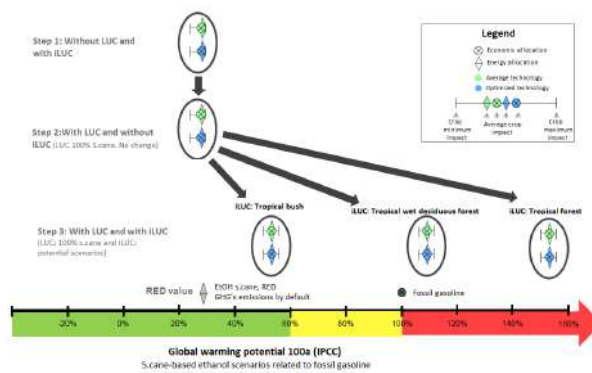 Step 1: Without LUC and
with iLUC
Legend
Economic allocation
Energy allocation
Average technology
Optimized technology
Crop
minimum
impact
Average crop
impact
Crop
maximum
impact
Step 2:With LUC and without
iLUC (LUC 100% S.cane. No change)
iLUC: Tropical bush
iLUC: Tropical wet deciduous forest
iLUC: Tropical forest
Step 3: With LUC and with iLUC
(LUC: 100% s.cane and iLUC:
potential scenarios)
RED value
EtOH s.cane, RED
GHG's emissions by default
Fossil gasoline
-20% 0% 20% 40% 60% 80% 100% 120% 140% 160%
Global warming potential 100a (IPCC)
S.cane-based ethanol scenarios related to fossil gasoline